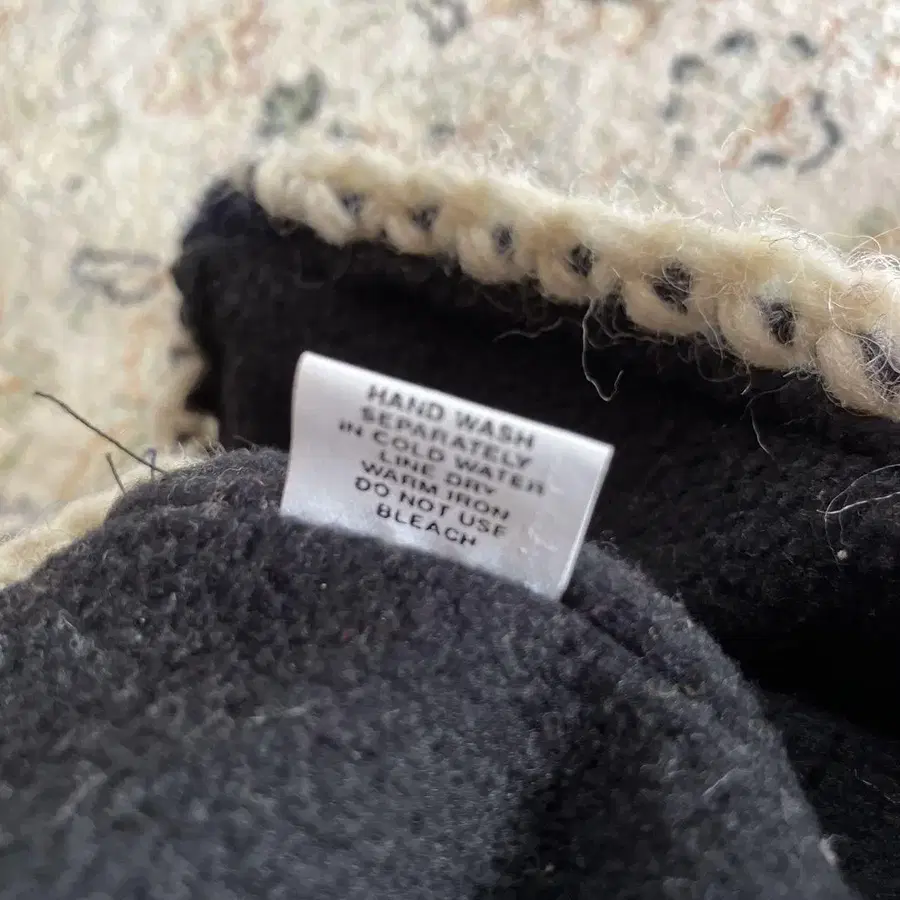 HAND WASH
SEPARATELY
IN COLD WATER
LINE DRY
WARM IRON
DO NOT USE
BLEACH